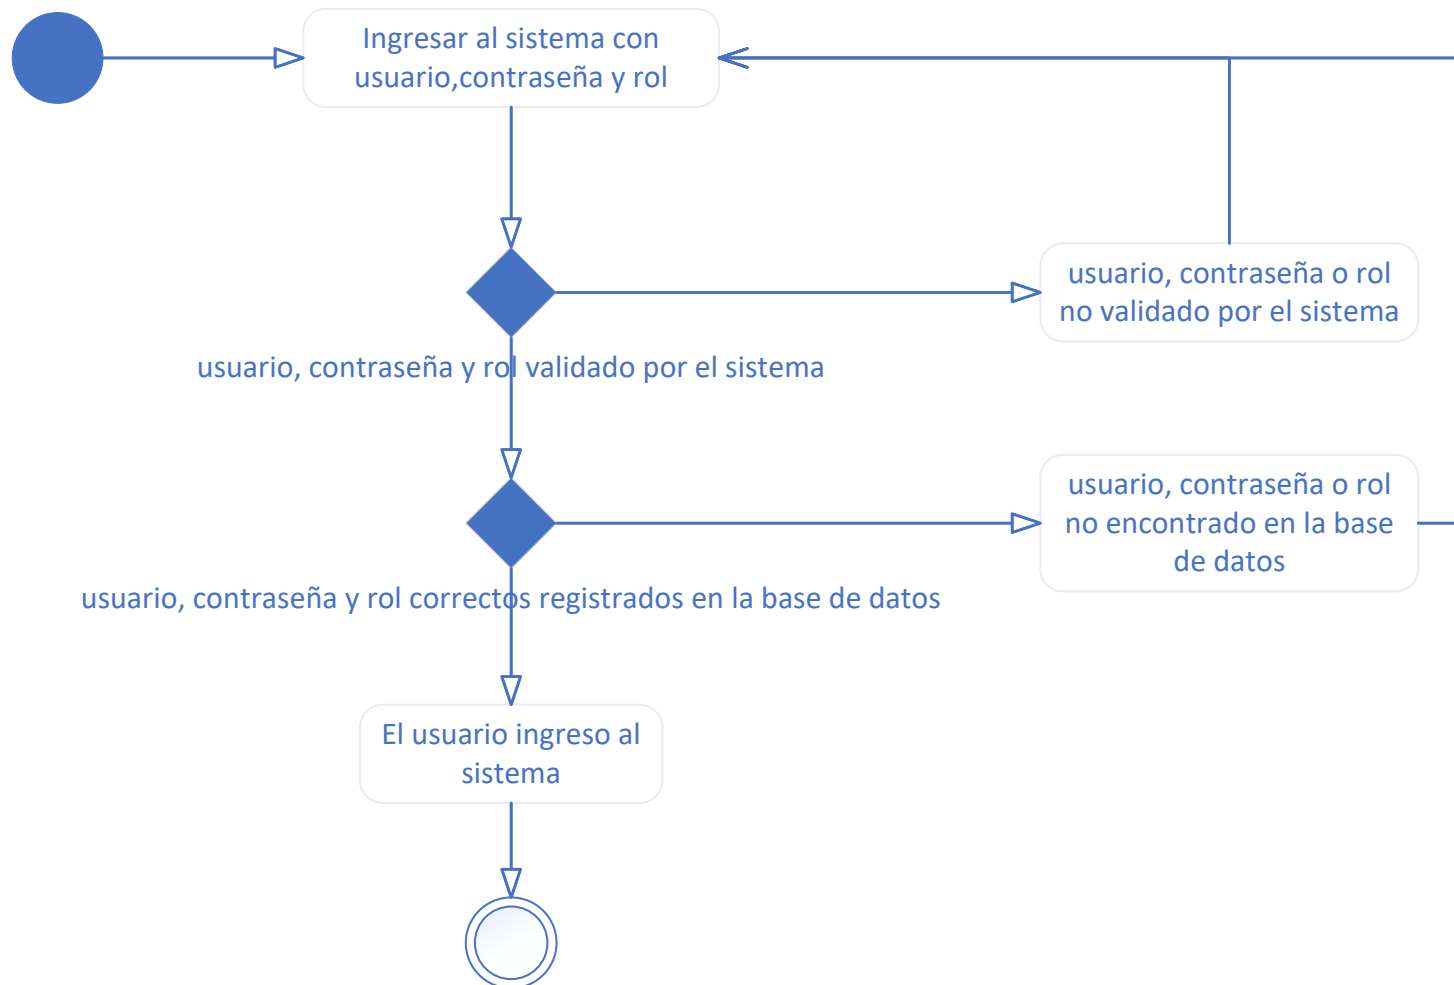 Ingresar al sistema con
usuario,contraseña y rol
usuario, contraseña o rol
no validado por el sistema
usuario, contraseña y rol validado por el sistema
usuario, contraseña o rol
no encontrado en la base
de datos
usuario, contraseña y rol correctos registrados en la base de datos
El usuario ingreso al
sistema